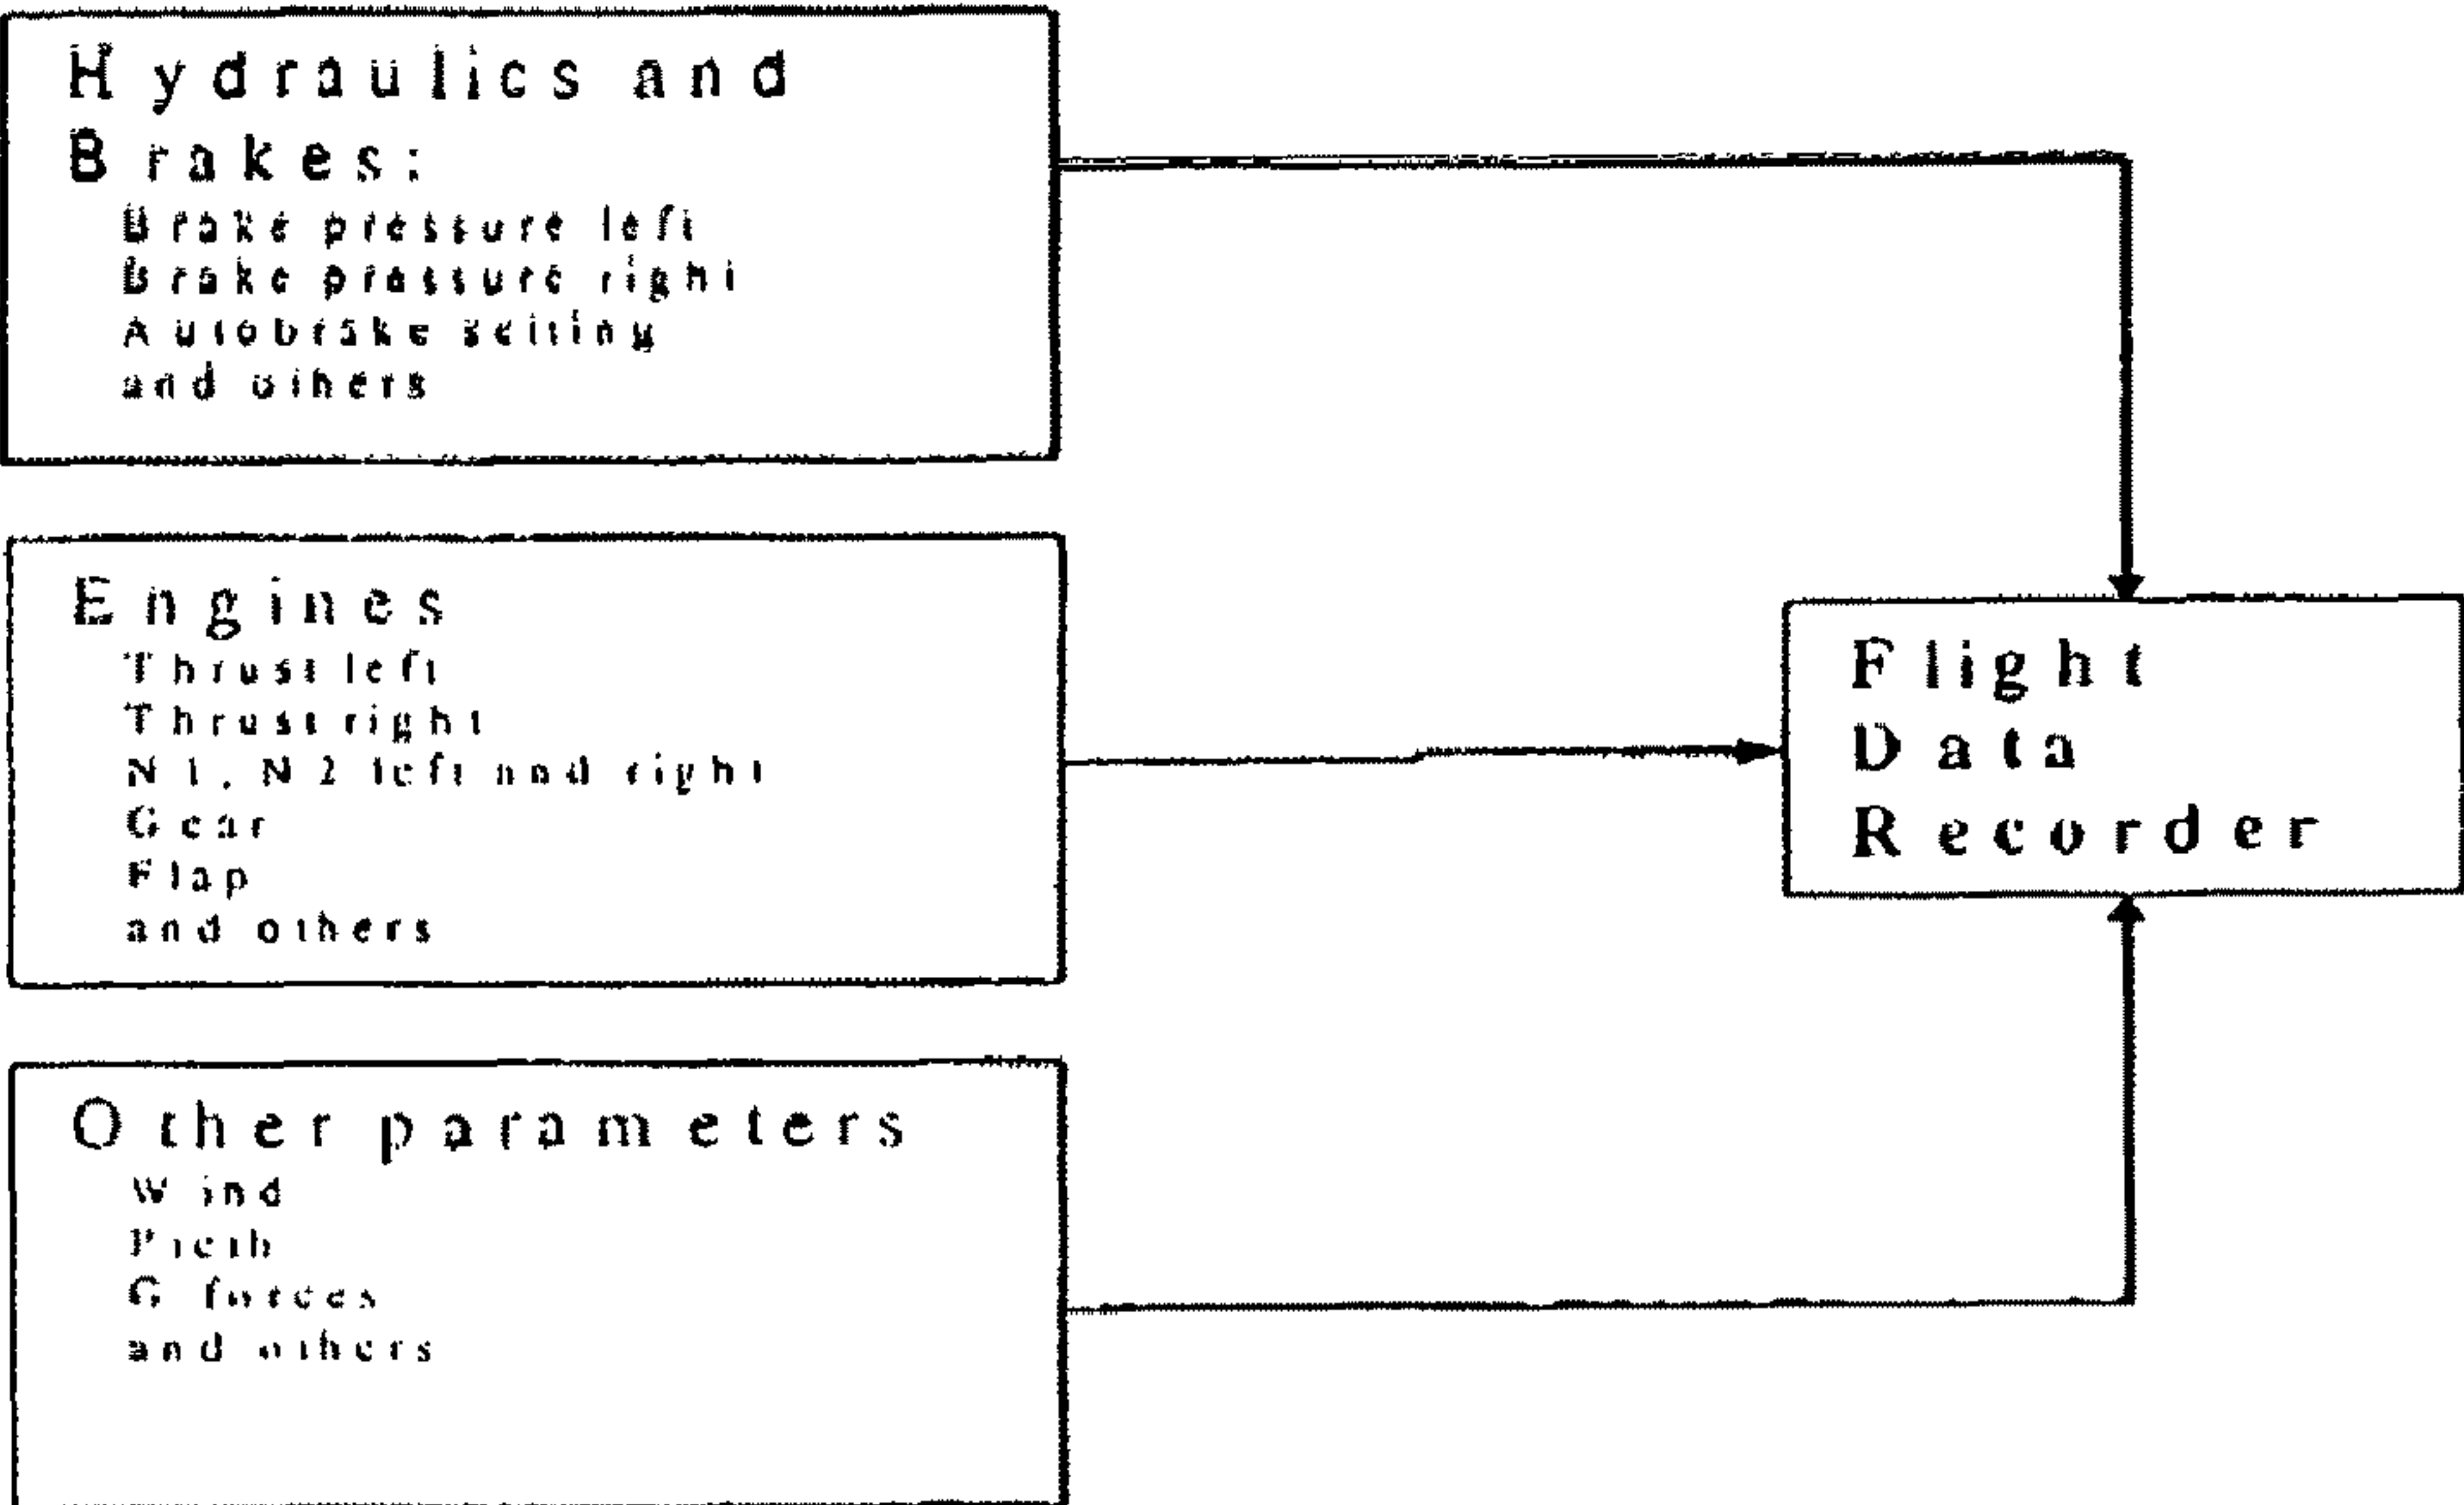 Hydraulics and
Brakes:
Brake pressure left
Brake pressure right
Autobrake setting
and others
Engines
Thrust left
Thrust right
N1, N2 left and right
Gear
Flap
and others
Flight
Data
Recorder
Other parameters
Wind
G forces
and others